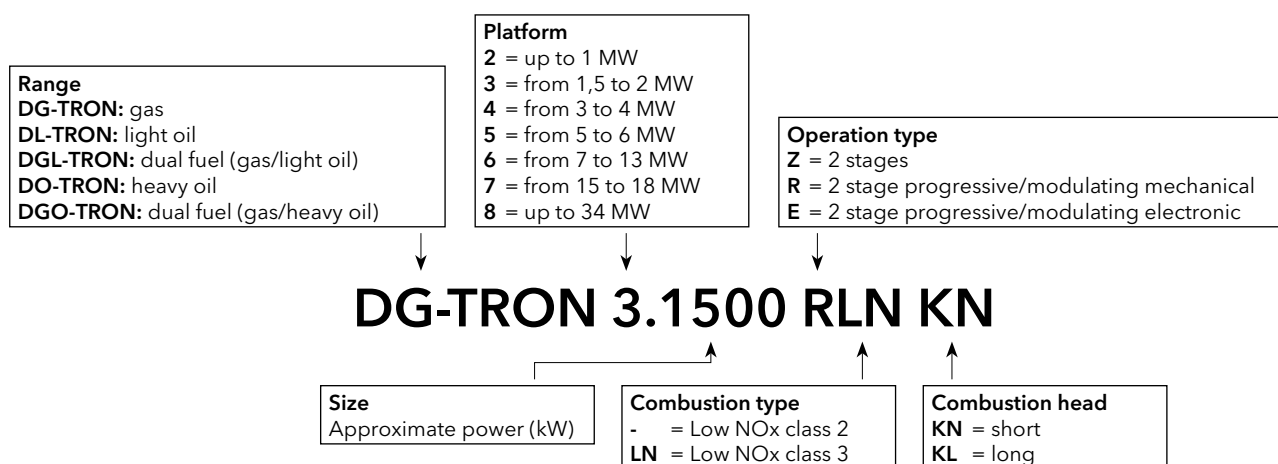 Range
DG-TRON: gas
DL-TRON: light oil
DGL-TRON: dual fuel (gas/light oil)
DO-TRON: heavy oil
DGO-TRON: dual fuel (gas/heavy oil)
Platform
2 = up to 1 MW
3 = from 1,5 to 2 MW
4 = from 3 to 4 MW
5 = from 5 to 6 MW
6 = from 7 to 13 MW
7 = from 15 to 18 MW
8 = up to 34 MW
Operation type
Z = 2 stages
R = 2 stage progressive/modulating mechanical
E = 2 stage progressive/modulating electronic
DG-TRON 3.1500 RLN KN
Size
Approximate power (kW)
Combustion type
- = Low NOx class 2
LN = Low NOx class 3
Combustion head
KN = short
KL = long